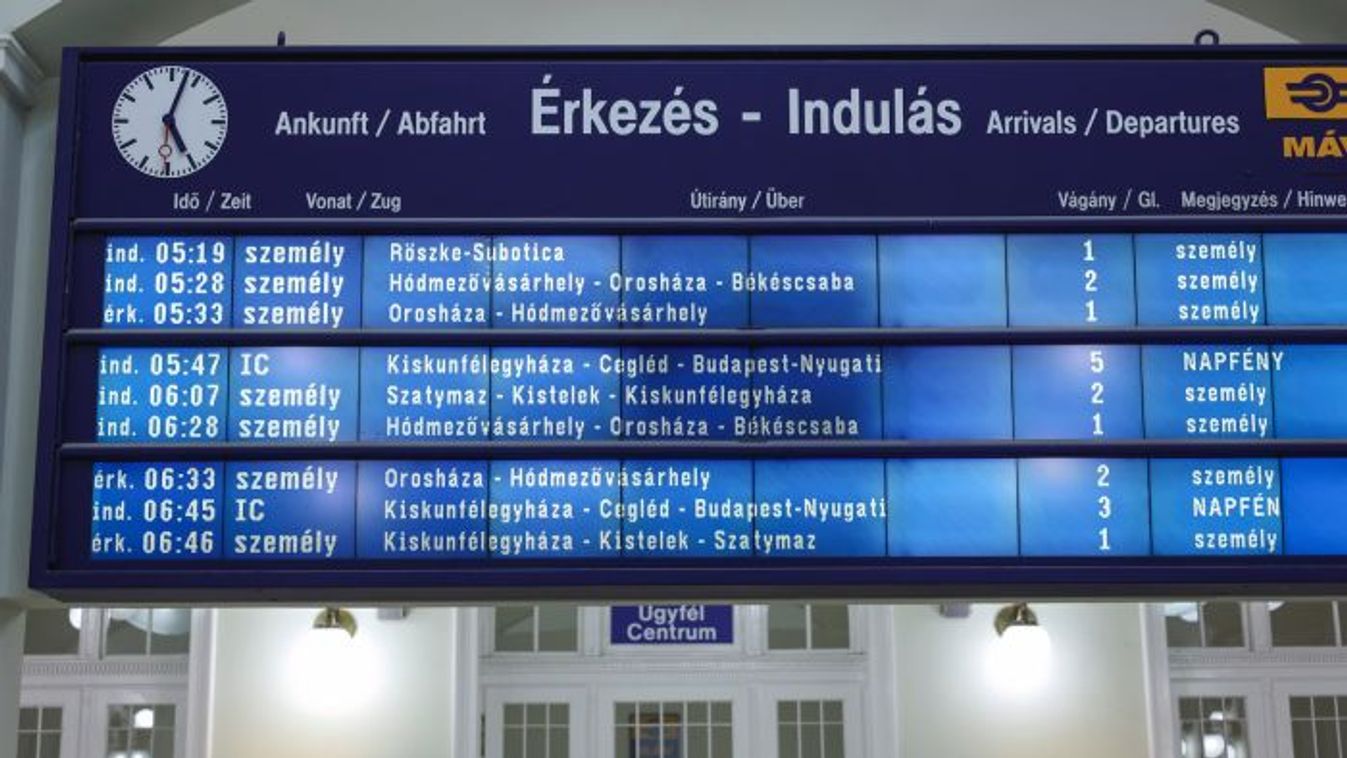 Ankunft / Abfahrt Érkezés - Indulás Arrivals / Departures
Idő / Zeit Vonat / Zug Útirány / Über Vágány / Gl. Megjegyzés / Hinwe
ind. 05:19 személy Röszke-Subotica 1 személy
ind. 05:28 személy Hódmezővásárhely - Orosháza - Békéscsaba 2 személy
érk. 05:33 személy Orosháza - Hódmezővásárhely 1 személy
ind. 05:47 IC Kiskunfélegyháza - Cegléd - Budapest-Nyugati 5 NAPFÉNY
ind. 06:07 személy Szatymaz - Kistelek - Kiskunfélegyháza 2 személy
ind. 06:28 személy Hódmezővásárhely - Orosháza - Békéscsaba 1 személy
érk. 06:33 személy Orosháza - Hódmezővásárhely 2 személy
ind. 06:45 IC Kiskunfélegyháza - Cegléd - Budapest-Nyugati 3 NAPFÉN
érk. 06:46 személy Kiskunfélegyháza - Kistelek - Szatymaz 1 személy
Ügyfél
Centrum